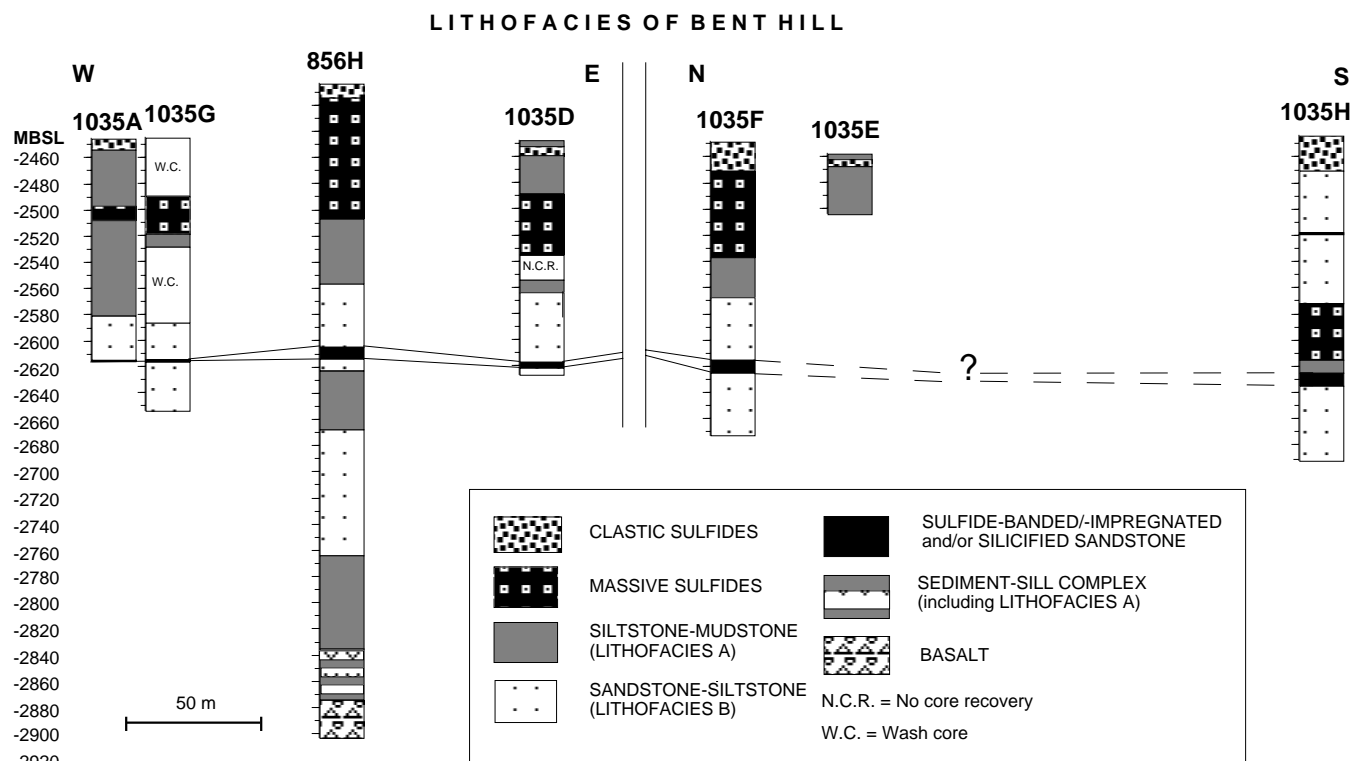 LITHOFACIES OF BENT HILL
W
856H
E
N
S
1035A
1035G
1035D
1035F
1035E
1035H
MBSL
-2460
-2480
-2500
-2520
-2540
-2560
-2580
-2600
-2620
-2640
-2660
-2680
-2700
-2720
-2740
-2760
-2780
-2800
-2820
-2840
-2860
-2880
-2900
W.C.
W.C.
N.C.R.
?
50 m
CLASTIC SULFIDES
MASSIVE SULFIDES
SILTSTONE-MUDSTONE
(LITHOFACIES A)
SANDSTONE-SILTSTONE
(LITHOFACIES B)
SULFIDE-BANDED/-IMPREGNATED
and/or SILICIFIED SANDSTONE
SEDIMENT-SILL COMPLEX
(including LITHOFACIES A)
BASALT
N.C.R. = No core recovery
W.C. = Wash core